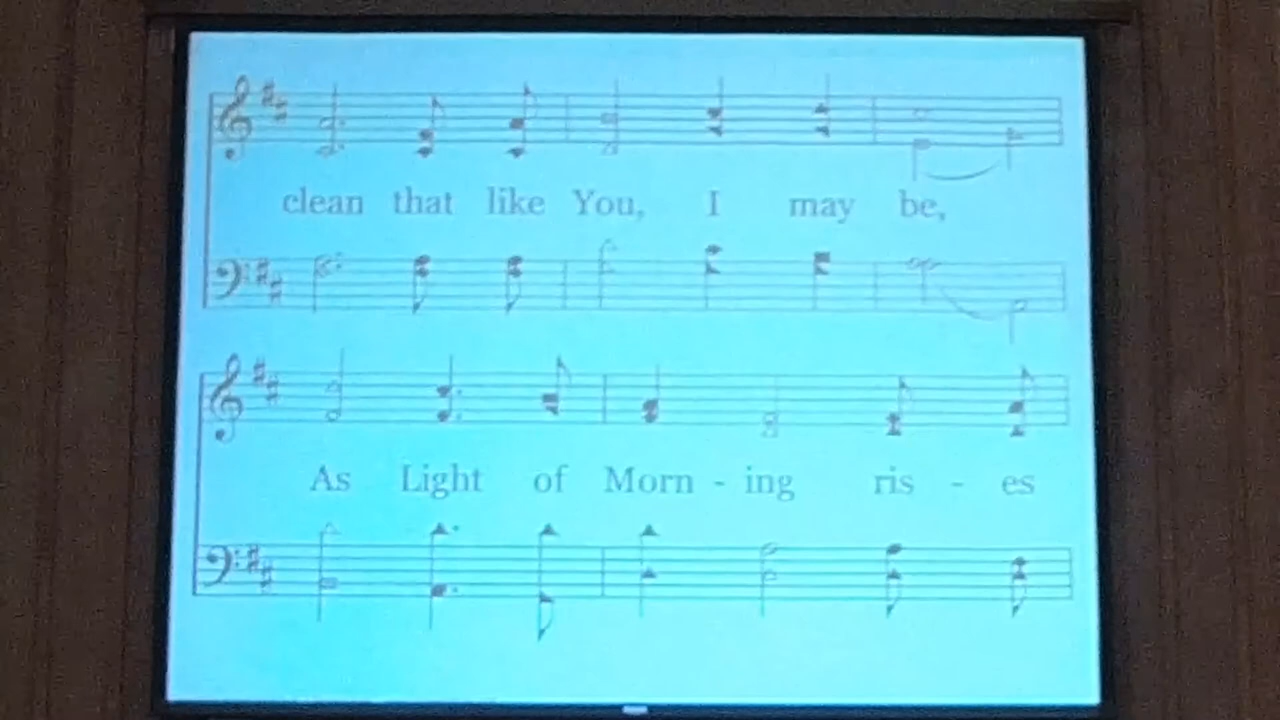 clean that like You, I may be,
As Light of Morn - ing ris - es